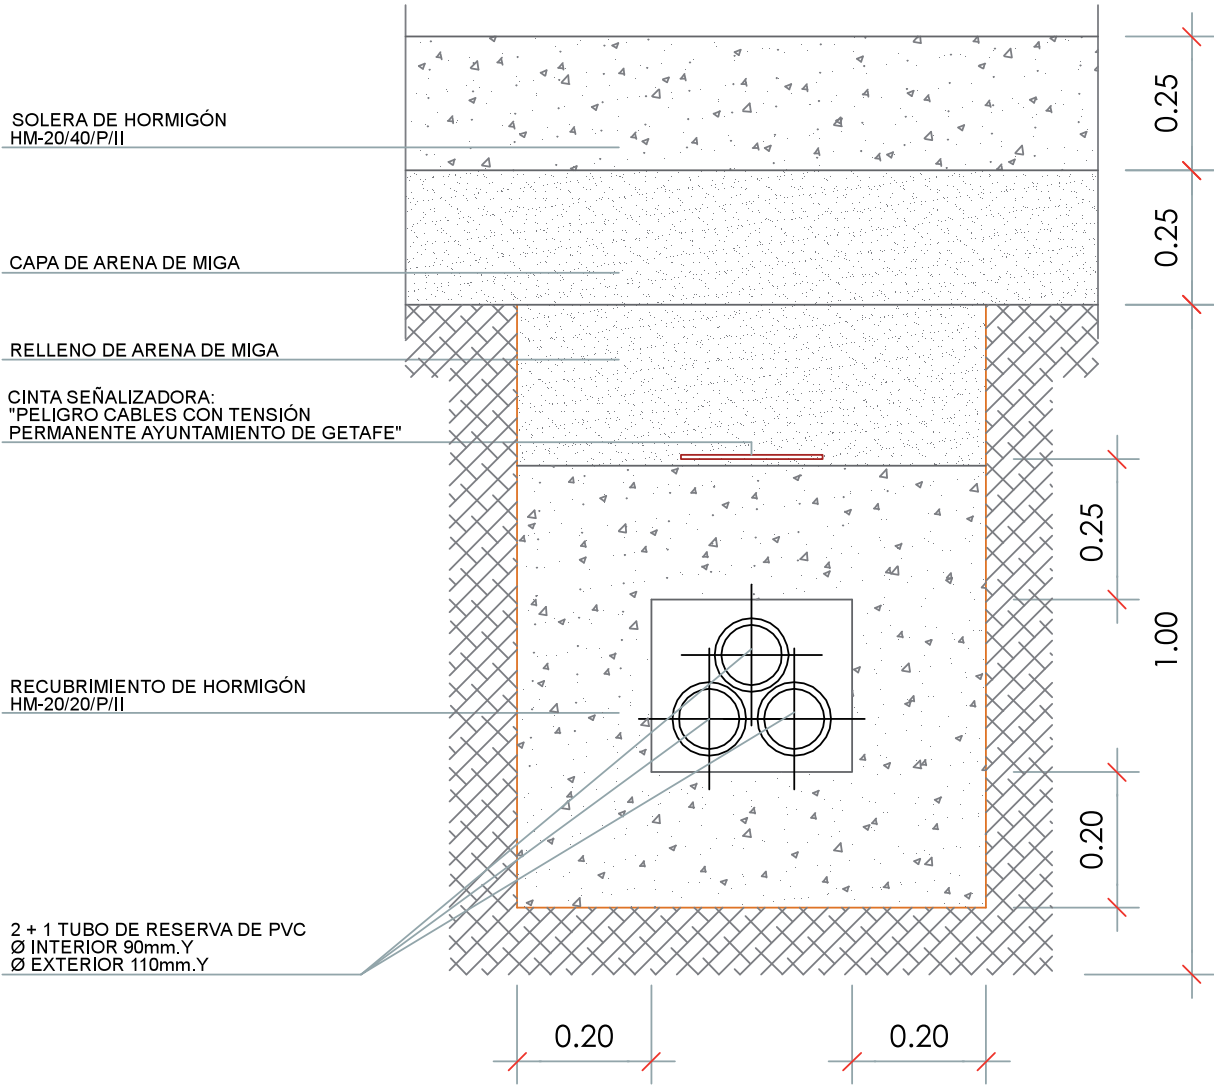 SOLERA DE HORMIGÓN
HM-20/40/P/II
0.25
CAPA DE ARENA DE MIGA
0.25
RELLENO DE ARENA DE MIGA
CINTA SEÑALIZADORA:
"PELIGRO CABLES CON TENSIÓN
PERMANENTE AYUNTAMIENTO DE GETAFE"
0.25
1.00
RECUBRIMIENTO DE HORMIGÓN
HM-20/20/P/II
0.20
2 + 1 TUBO DE RESERVA DE PVC
Ø INTERIOR 90mm.Y
Ø EXTERIOR 110mm.Y
0.20
0.20